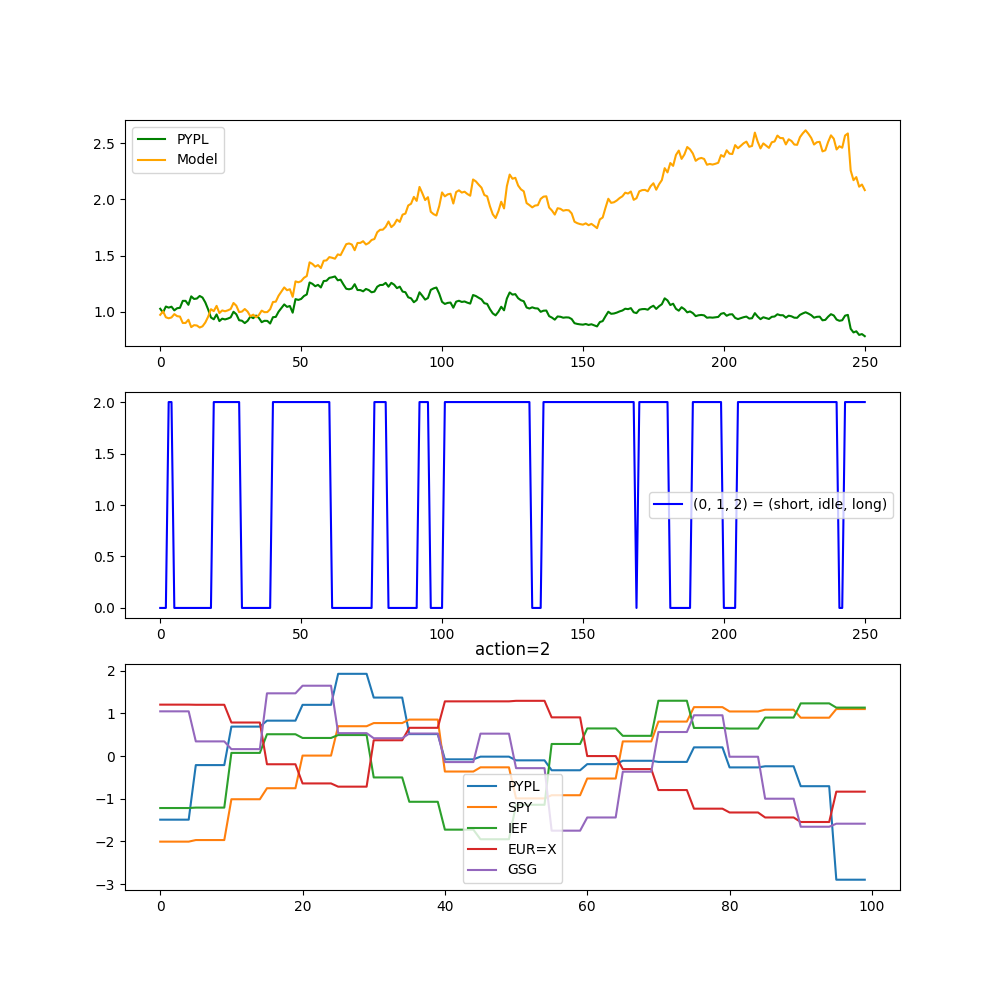 2.5
2.0
1.5
1.0
PYPL
Model
0 50 100 150 200 250
2.0
1.5
1.0
0.5
0.0
(0, 1, 2) = (short, idle, long)
0 50 100 150 200 250
action=2
2
1
0
−1
−2
−3
PYPL
SPY
IEF
EUR=X
GSG
0 20 40 60 80 100